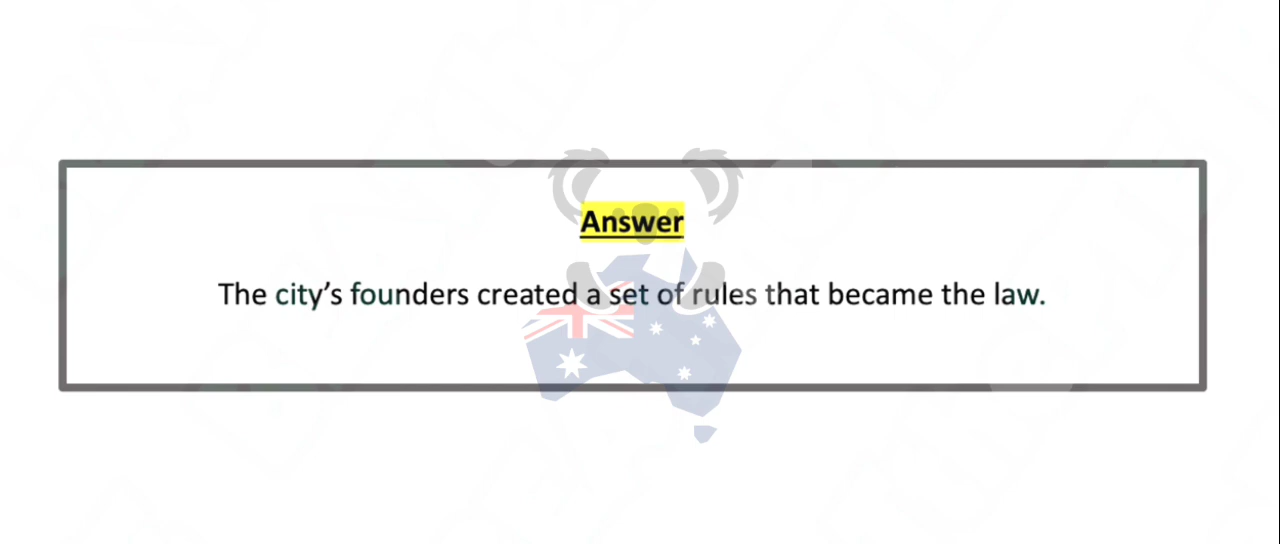 Answer
The city’s founders created a set of rules that became the law.